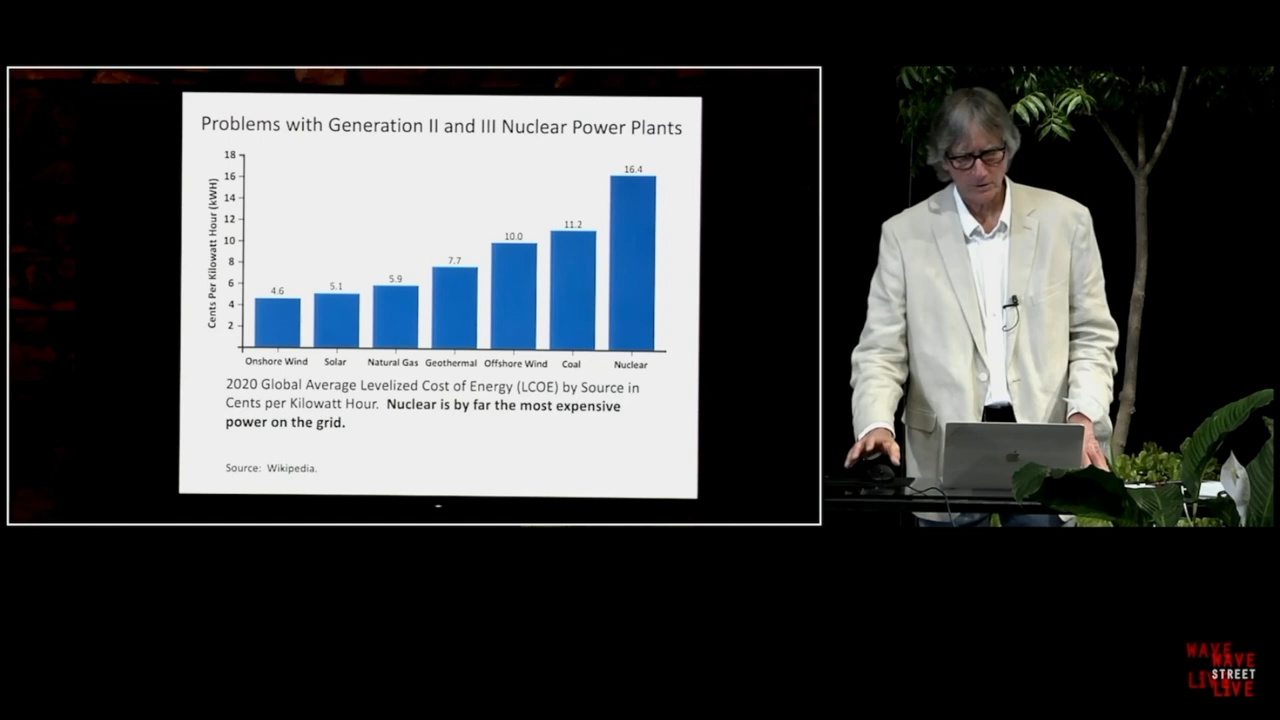 Problems with Generation II and III Nuclear Power Plants
Cents Per Kilowatt Hour (kWH)
18
16
14
12
10
8
6
4
2
4.6
5.1
5.9
7.7
10.0
11.2
16.4
Onshore Wind
Solar
Natural Gas
Geothermal
Offshore Wind
Coal
Nuclear
2020 Global Average Levelized Cost of Energy (LCOE) by Source in
Cents per Kilowatt Hour. Nuclear is by far the most expensive
power on the grid.
Source: Wikipedia.
WAVE
WAVE
STREET
LIVE
LIVE